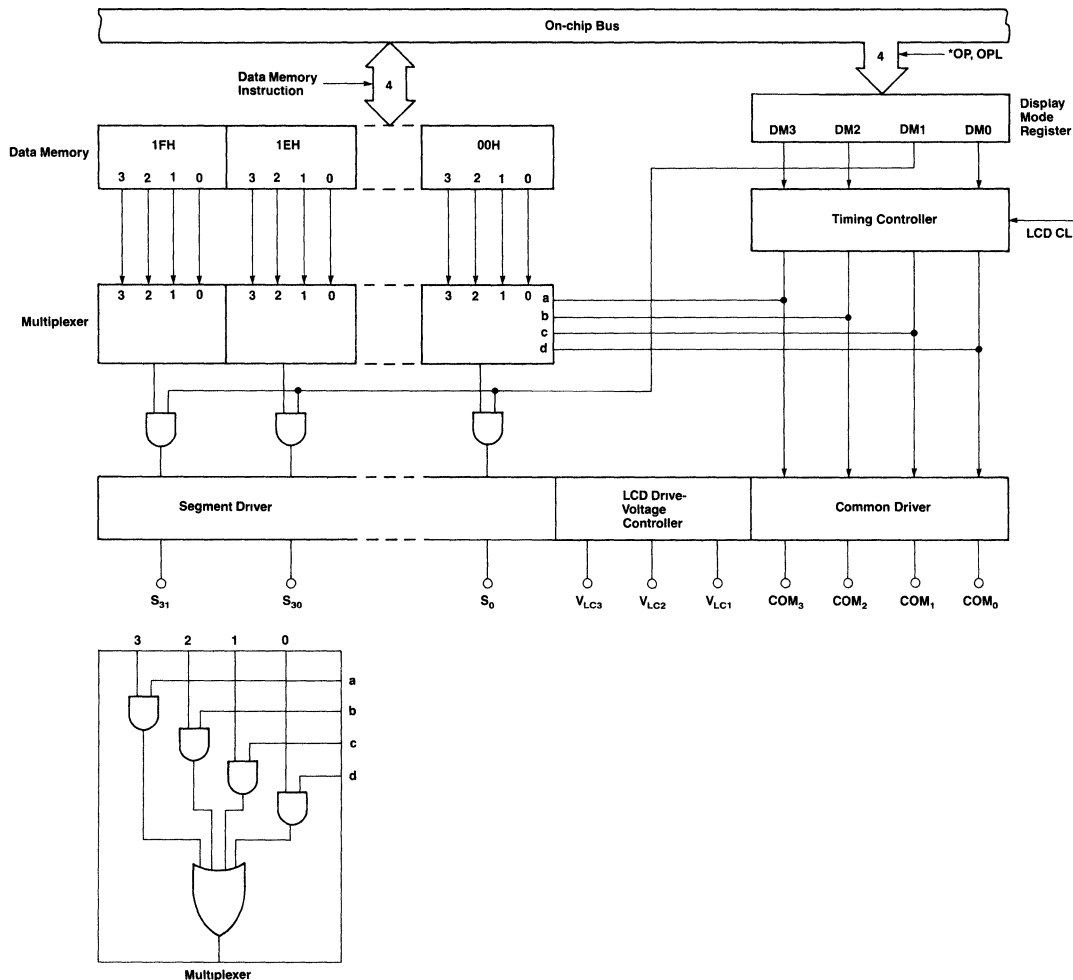 On-chip Bus
4
*OP, OPL
Data Memory
Instruction
4
Display
Mode
Register
DM3 DM2 DM1 DM0
Data Memory
1FH 1EH 00H
3 2 1 0 3 2 1 0 3 2 1 0
Timing Controller
LCD CL
3 2 1 0 3 2 1 0 3 2 1 0 a
b
c
d
Multiplexer
Segment Driver
LCD Drive-
Voltage
Controller
Common Driver
S31 S30 S0 VLC3 VLC2 VLC1 COM3 COM2 COM1 COM0
3 2 1 0
a
b
c
d
Multiplexer